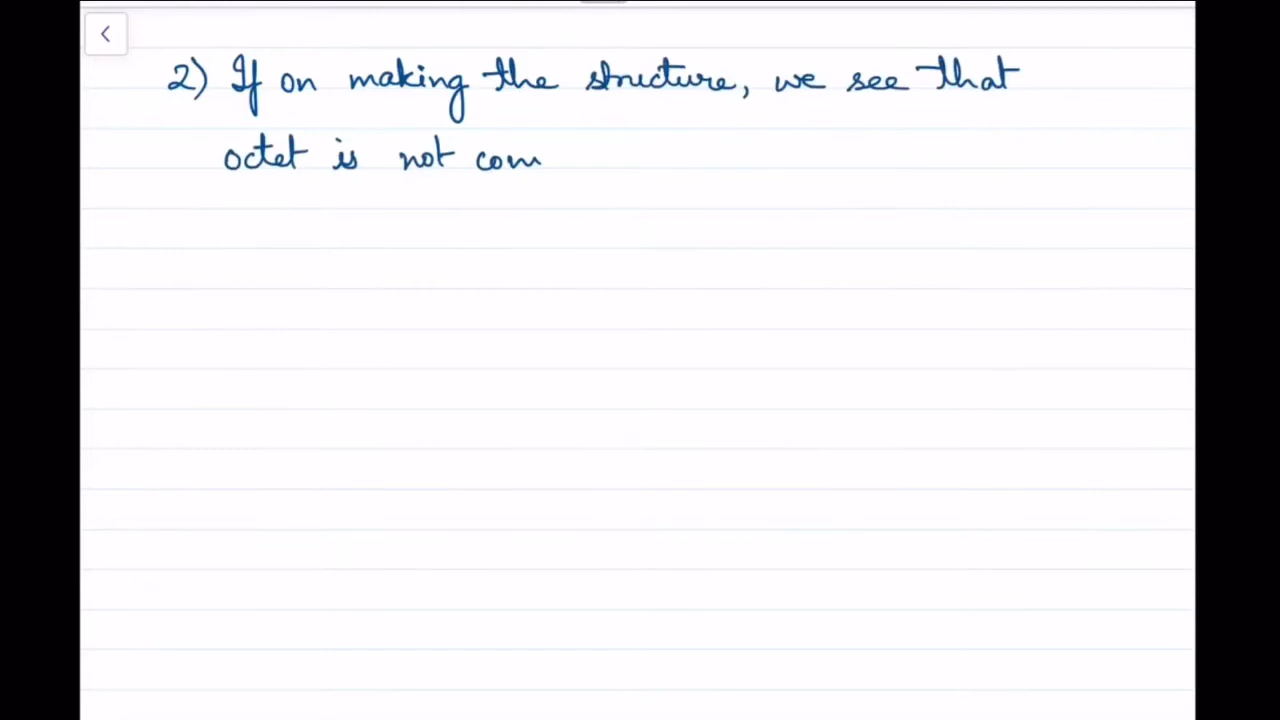 2) If on making the structure, we see that
octet is not com